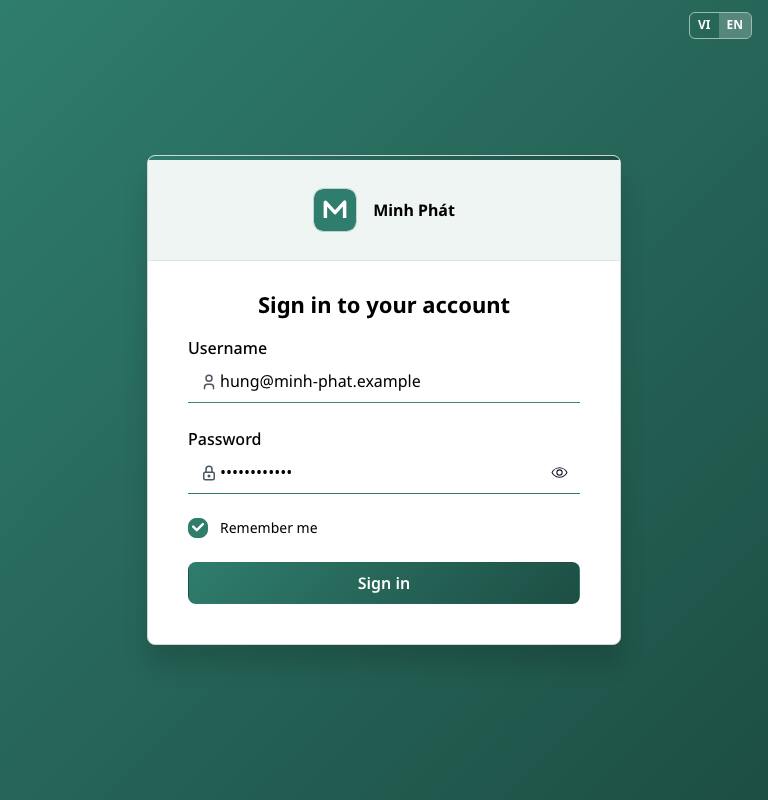 VI EN
Minh Phát
Sign in to your account
Username
hung@minh-phat.example
Password
••••••••••••
Remember me
Sign in